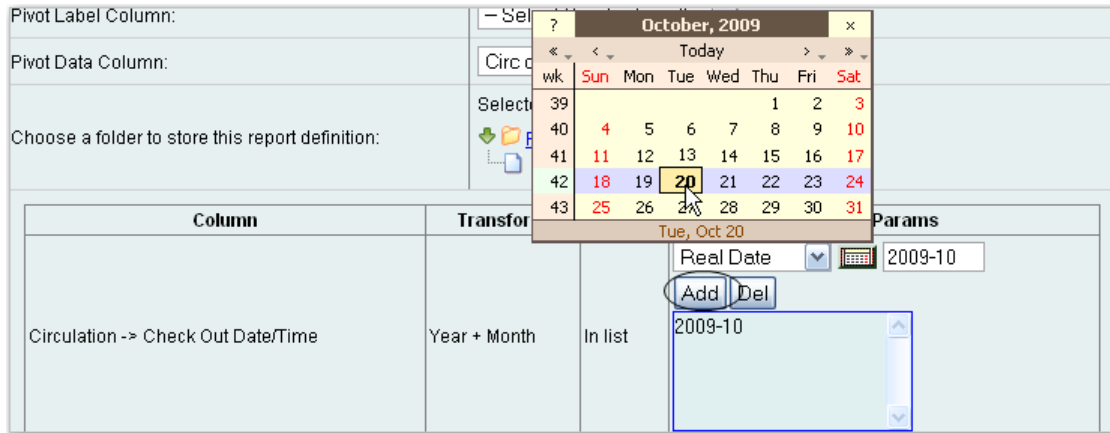 Pivot Label Column:
– Sel
? October, 2009 ×
« ‹ Today › »
Pivot Data Column:
Circ
wk Sun Mon Tue Wed Thu Fri Sat
39 1 2 3
40 4 5 6 7 8 9 10
41 11 12 13 14 15 16 17
42 18 19 20 21 22 23 24
43 25 26 27 28 29 30 31
Tue, Oct 20
Select
Choose a folder to store this report definition:
Column Transfor Params
Real Date 2009-10
Add Del
2009-10
Circulation -> Check Out Date/Time Year + Month In list